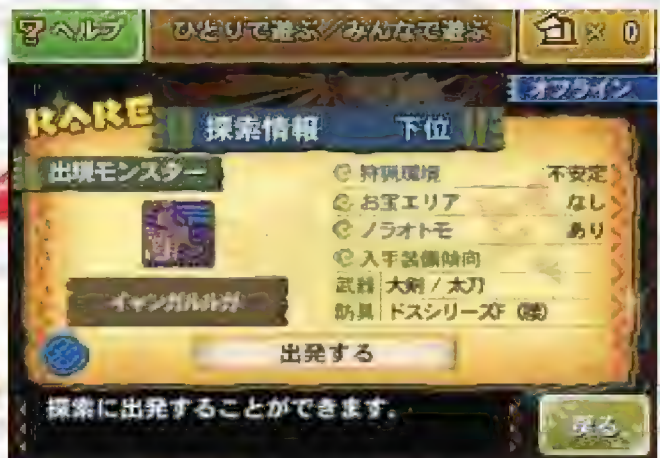 ? ヘルプ
ひとりで遊ぶ/みんなで遊ぶ
× 0
オフライン
RARE
探索情報 下位
出現モンスター
イャンガルルガ
狩猟環境 不安定
お宝エリア なし
ノラオトモ あり
入手装備傾向
武器 大剣 / 太刀
防具 ドスシリーズF (腰)
出発する
探索に出発することができます。
戻る